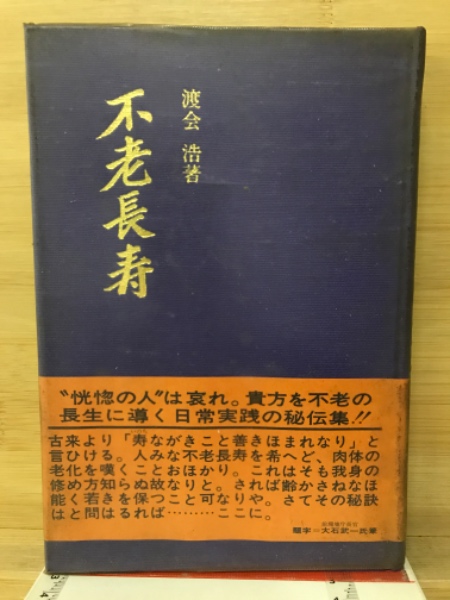 渡会 浩著
不老長寿
"恍惚の人"は哀れ。貴方を不老の
長生に導く日常実践の秘伝集!!
古来より「寿ながきこと善きほまれなり」と
言ひける。人みな不老長寿を希へど、肉体の
老化を嘆くことおほかり。これはそも我身の
修め方知らぬ故なりと。されば齢かさねなほ
能く若きを保つこと可なりや。さてその秘訣
はと問はるれば………ここに。
題字＝大石武一氏筆